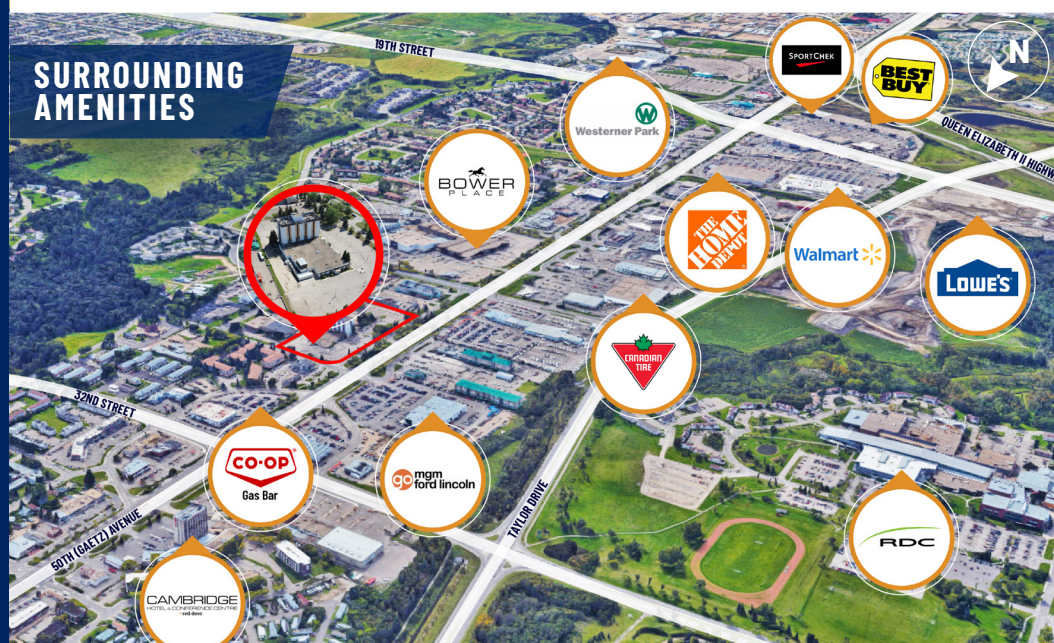 SURROUNDING
AMENITIES
19TH STREET
SPORTCHEK
BEST
BUY
N
QUEEN ELIZABETH II HIGHW
W
Westerner Park
BOWER
PLACE
THE
HOME
DEPOT
Walmart
LOWE'S
CANADIAN
TIRE
32ND STREET
CO·OP
Gas Bar
go mgm
ford lincoln
TAYLOR DRIVE
RDC
50TH (GAETZ) AVENUE
CAMBRIDGE
HOTEL & CONFERENCE CENTRE
red deer